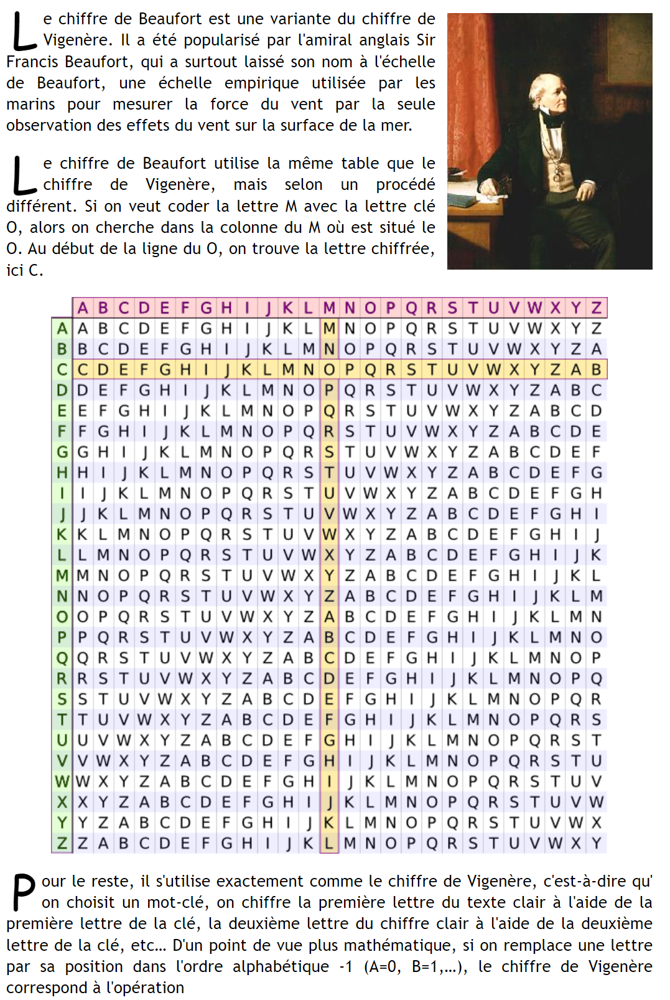 Le chiffre de Beaufort est une variante du chiffre de
Vigenère. Il a été popularisé par l'amiral anglais Sir
Francis Beaufort, qui a surtout laissé son nom à l'échelle
de Beaufort, une échelle empirique utilisée par les
marins pour mesurer la force du vent par la seule
observation des effets du vent sur la surface de la mer.
Le chiffre de Beaufort utilise la même table que le
chiffre de Vigenère, mais selon un procédé
différent. Si on veut coder la lettre M avec la lettre clé
O, alors on cherche dans la colonne du M où est situé le
O. Au début de la ligne du O, on trouve la lettre chiffrée,
ici C.
A B C D E F G H I J K L M N O P Q R S T U V W X Y Z
A A B C D E F G H I J K L M N O P Q R S T U V W X Y Z
B B C D E F G H I J K L M N O P Q R S T U V W X Y Z A
C C D E F G H I J K L M N O P Q R S T U V W X Y Z A B
D D E F G H I J K L M N O P Q R S T U V W X Y Z A B C
E E F G H I J K L M N O P Q R S T U V W X Y Z A B C D
F F G H I J K L M N O P Q R S T U V W X Y Z A B C D E
G G H I J K L M N O P Q R S T U V W X Y Z A B C D E F
H H I J K L M N O P Q R S T U V W X Y Z A B C D E F G
I I J K L M N O P Q R S T U V W X Y Z A B C D E F G H
J J K L M N O P Q R S T U V W X Y Z A B C D E F G H I
K K L M N O P Q R S T U V W X Y Z A B C D E F G H I J
L L M N O P Q R S T U V W X Y Z A B C D E F G H I J K
M M N O P Q R S T U V W X Y Z A B C D E F G H I J K L
N N O P Q R S T U V W X Y Z A B C D E F G H I J K L M
O O P Q R S T U V W X Y Z A B C D E F G H I J K L M N
P P Q R S T U V W X Y Z A B C D E F G H I J K L M N O
Q Q R S T U V W X Y Z A B C D E F G H I J K L M N O P
R R S T U V W X Y Z A B C D E F G H I J K L M N O P Q
S S T U V W X Y Z A B C D E F G H I J K L M N O P Q R
T T U V W X Y Z A B C D E F G H I J K L M N O P Q R S
U U V W X Y Z A B C D E F G H I J K L M N O P Q R S T
V V W X Y Z A B C D E F G H I J K L M N O P Q R S T U
W W X Y Z A B C D E F G H I J K L M N O P Q R S T U V
X X Y Z A B C D E F G H I J K L M N O P Q R S T U V W
Y Y Z A B C D E F G H I J K L M N O P Q R S T U V W X
Z Z A B C D E F G H I J K L M N O P Q R S T U V W X Y
Pour le reste, il s'utilise exactement comme le chiffre de Vigenère, c'est-à-dire qu'
on choisit un mot-clé, on chiffre la première lettre du texte clair à l'aide de la
première lettre de la clé, la deuxième lettre du chiffre clair à l'aide de la deuxième
lettre de la clé, etc... D'un point de vue plus mathématique, si on remplace une lettre
par sa position dans l'ordre alphabétique -1 (A=0, B=1,...), le chiffre de Vigenère
correspond à l'opération